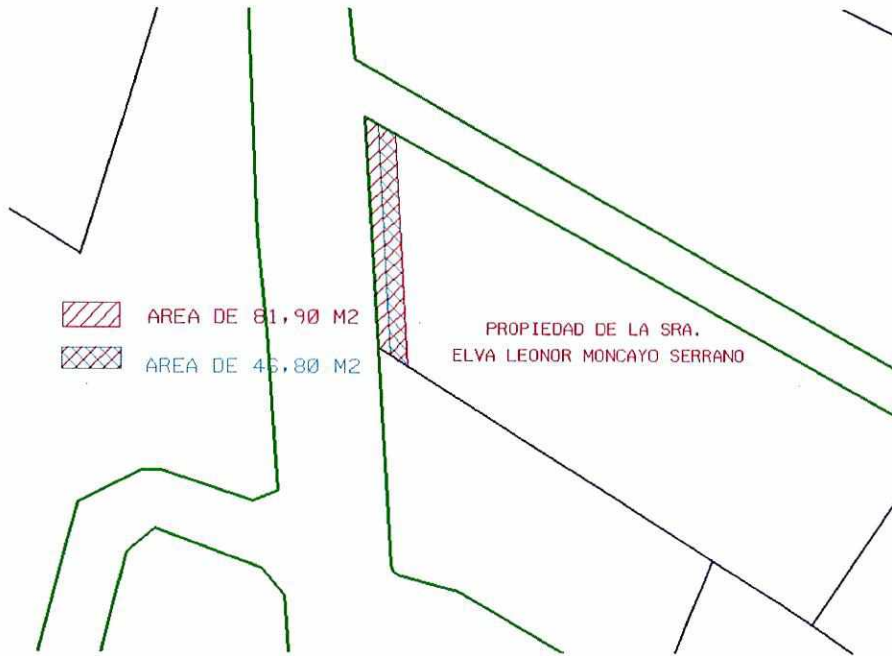 AREA DE 81,90 M2
AREA DE 46,80 M2
PROPIEDAD DE LA SRA.
ELVA LEONOR MONCAYO SERRANO